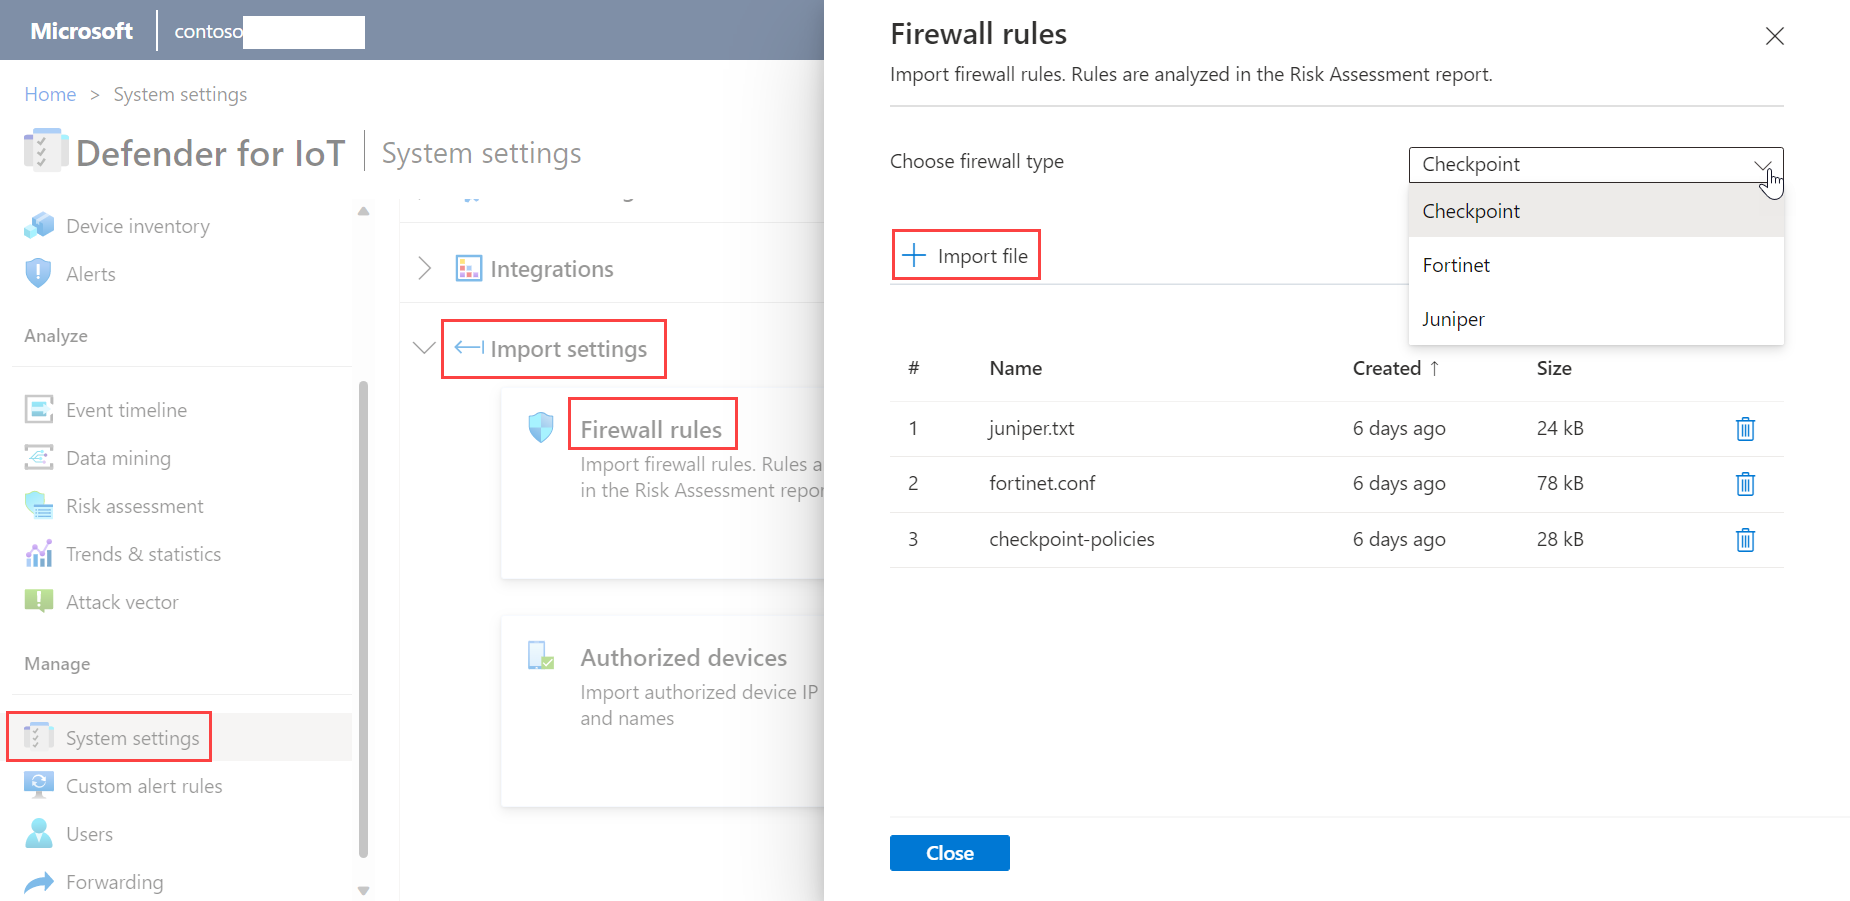 Microsoft
contoso
Home > System settings
Defender for IoT
System settings
Device inventory
Alerts
Analyze
Event timeline
Data mining
Risk assessment
Trends & statistics
Attack vector
Manage
System settings
Custom alert rules
Users
Forwarding
Integrations
Import settings
Firewall rules
Import firewall rules. Rules a
in the Risk Assessment repor
Authorized devices
Import authorized device IP
and names
Firewall rules
Import firewall rules. Rules are analyzed in the Risk Assessment report.
Choose firewall type
Checkpoint
Checkpoint
Fortinet
Juniper
Import file
# Name Created ↑ Size
1 juniper.txt 6 days ago 24 kB
2 fortinet.conf 6 days ago 78 kB
3 checkpoint-policies 6 days ago 28 kB
Close